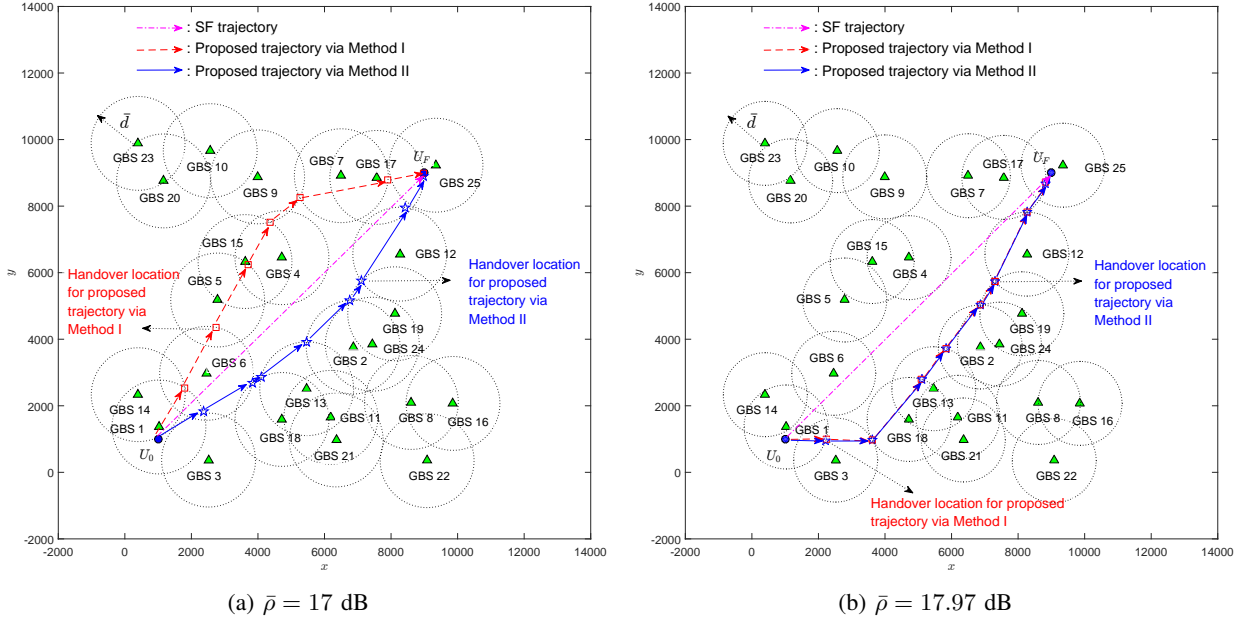 : SF trajectory
: Proposed trajectory via Method I
: Proposed trajectory via Method II
14000
12000
10000
8000
6000
4000
2000
0
-2000
y
d̄
GBS 23
GBS 10
GBS 20
GBS 9
GBS 7
GBS 17
U_F
GBS 25
GBS 15
GBS 4
GBS 12
GBS 5
Handover location
for proposed
trajectory via
Method I
Handover location
for proposed
trajectory via
Method II
GBS 19
GBS 2
GBS 24
GBS 6
GBS 14
GBS 13
GBS 1
GBS 18
GBS 11
GBS 8
GBS 16
U_0
GBS 3
GBS 21
GBS 22
-2000 0 2000 4000 6000 8000 10000 12000 14000
x
(a) ρ̄ = 17 dB
: SF trajectory
: Proposed trajectory via Method I
: Proposed trajectory via Method II
14000
12000
10000
8000
6000
4000
2000
0
-2000
y
d̄
GBS 23
GBS 10
GBS 20
GBS 9
GBS 7
GBS 17
U_F
GBS 25
GBS 15
GBS 4
GBS 12
GBS 5
Handover location
for proposed
trajectory via
Method II
GBS 19
GBS 2
GBS 24
GBS 6
GBS 14
GBS 13
GBS 1
GBS 18
GBS 11
GBS 8
GBS 16
U_0
GBS 3
GBS 21
GBS 22
Handover location for proposed
trajectory via Method I
-2000 0 2000 4000 6000 8000 10000 12000 14000
x
(b) ρ̄ = 17.97 dB